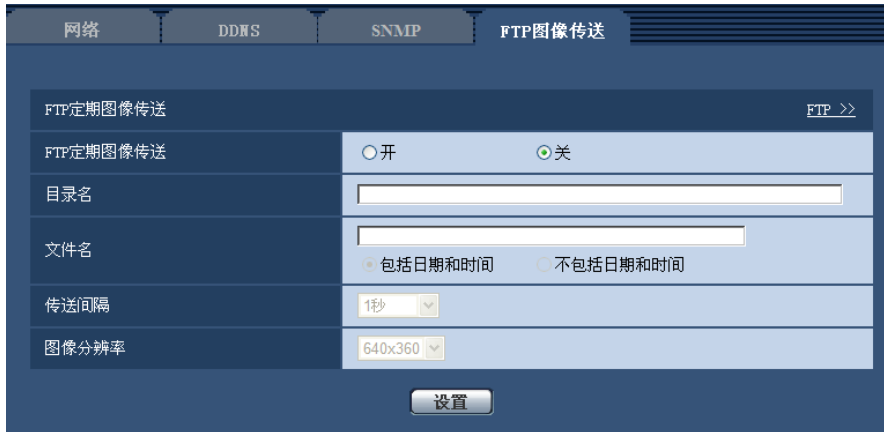 网络 DDNS SNMP FTP图像传送
FTP定期图像传送 FTP >>
FTP定期图像传送 开 关
目录名
文件名
包括日期和时间 不包括日期和时间
传送间隔 1秒
图像分辨率 640x360
设置